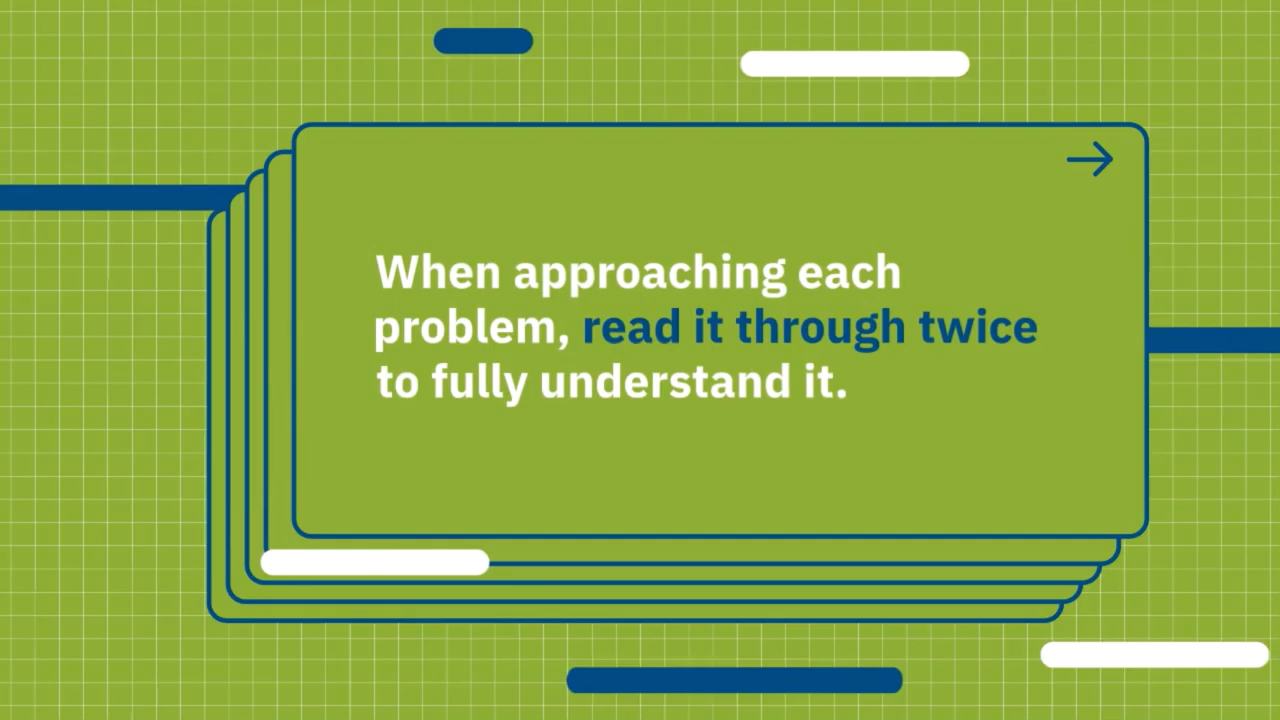 When approaching each
problem, read it through twice
to fully understand it.